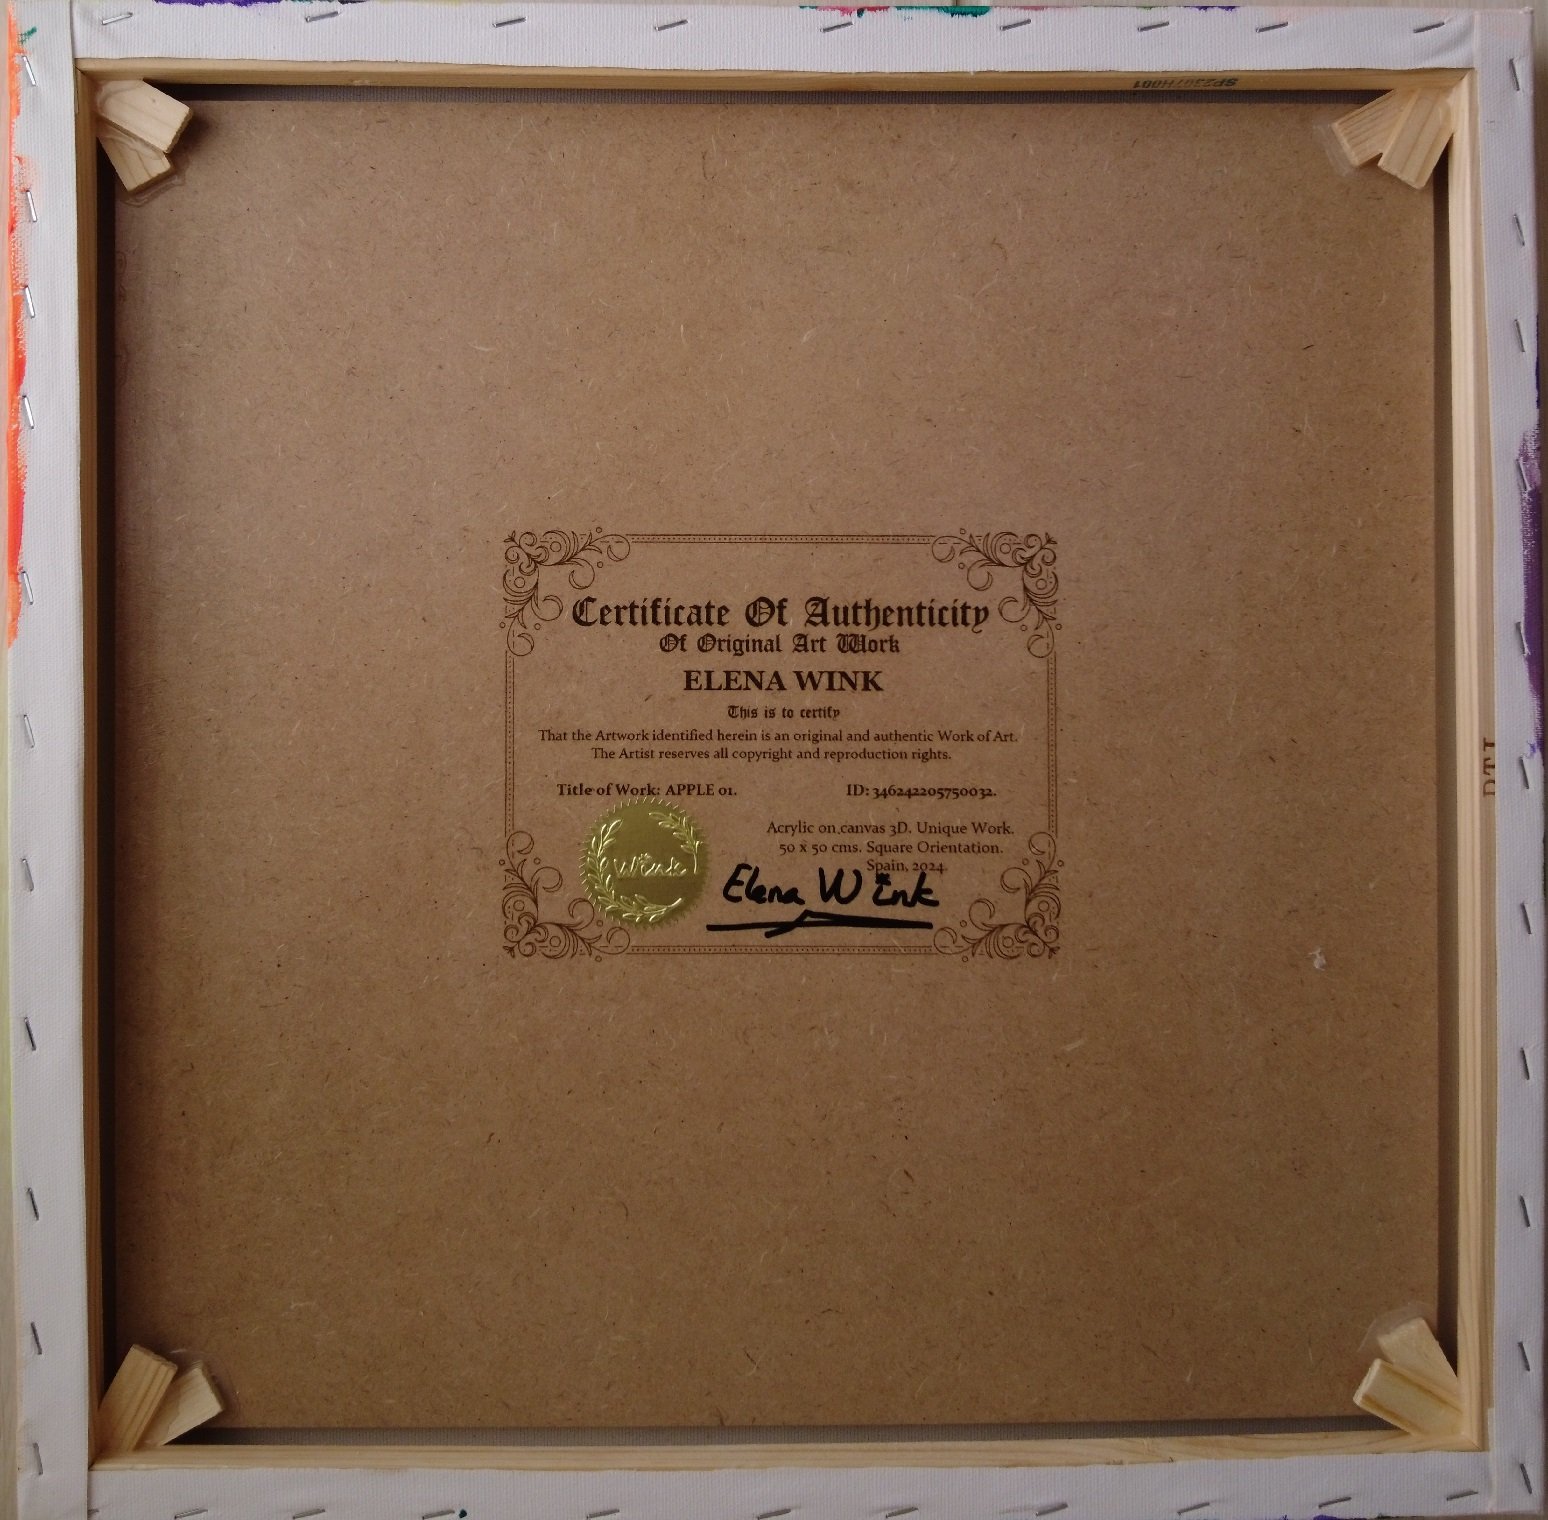 SP2307H001
Certificate Of Authenticity
Of Original Art Work
ELENA WINK
This is to certify
That the Artwork identified herein is an original and authentic Work of Art.
The Artist reserves all copyright and reproduction rights.
Title of Work: APPLE 01.
ID: 346242205750032.
Acrylic on canvas 3D. Unique Work.
50 x 50 cms. Square Orientation.
Spain, 2024.
Wink
Elena Wink